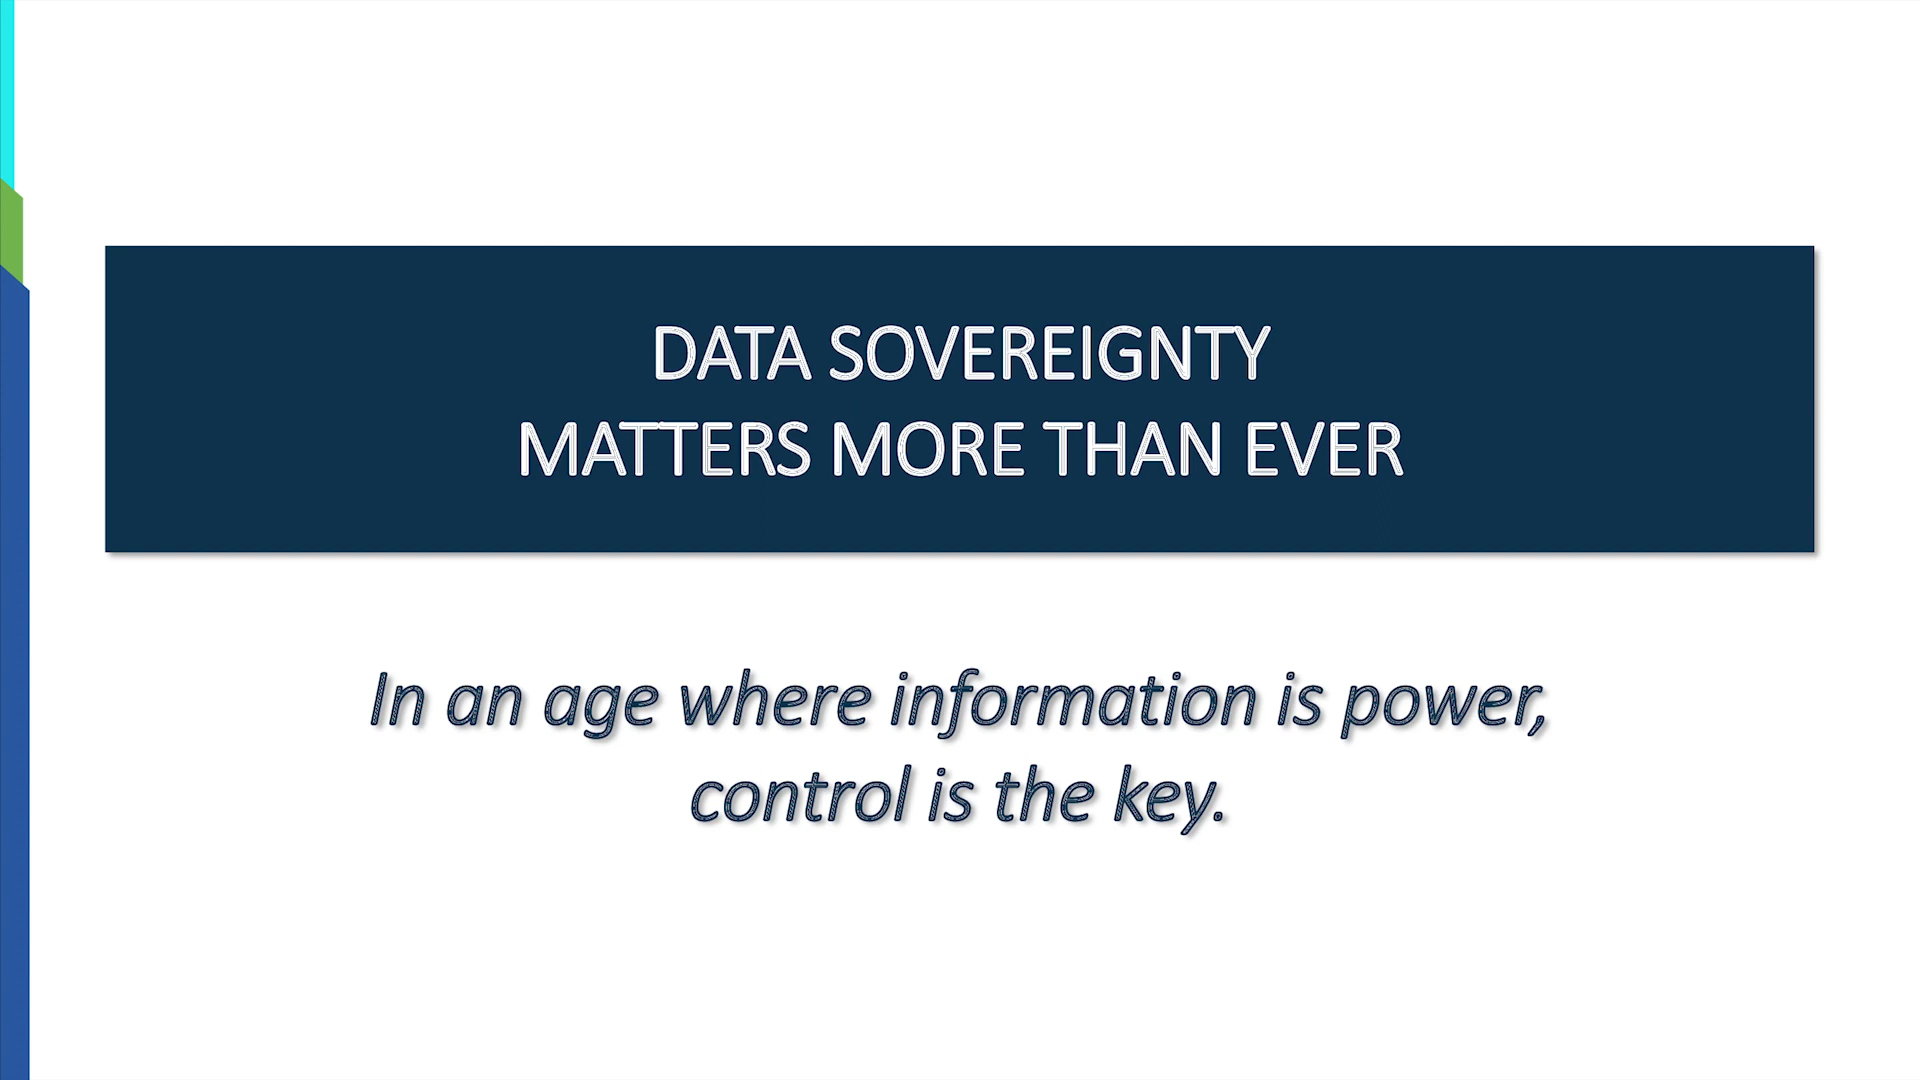 DATA SOVEREIGNTY
MATTERS MORE THAN EVER
In an age where information is power,
control is the key.